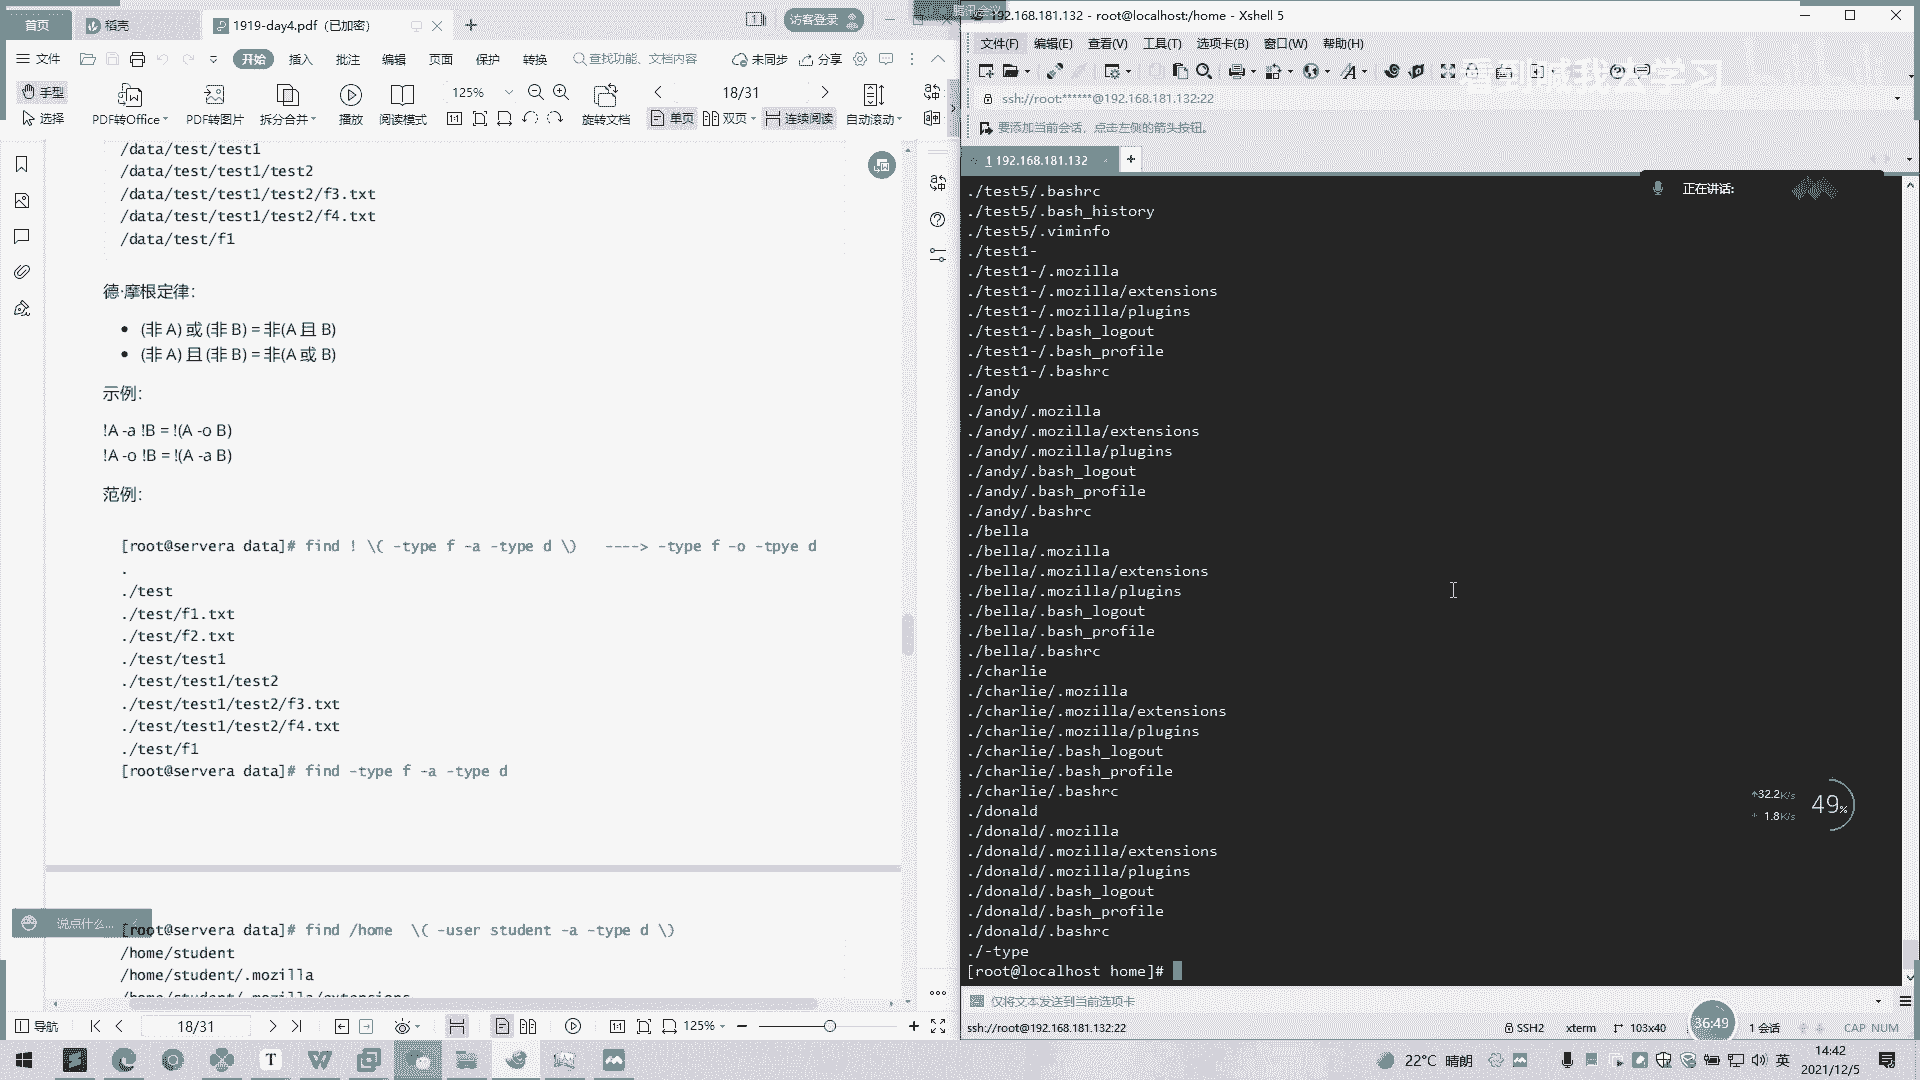 首页
稻壳
1919-day4.pdf (已加密)
访客登录
文件
开始
插入
批注
编辑
页面
保护
转换
查找功能、文档内容
未同步
分享
手型
选择
PDF转Office
PDF转图片
拆分合并
播放
阅读模式
125%
18/31
旋转文档
单页
双页
连续阅读
自动滚动
/data/test/test1
/data/test/test1/test2
/data/test/test1/test2/f3.txt
/data/test/test1/test2/f4.txt
/data/test/f1
德·摩根定律:
(非 A) 或 (非 B) = 非(A 且 B)
(非 A) 且 (非 B) = 非(A 或 B)
示例:
!A -a !B = !(A -o B)
!A -o !B = !(A -a B)
范例:
[root@servera data]# find ! \( -type f -a -type d \)   ----> -type f -o -tpye d
.
./test
./test/f1.txt
./test/f2.txt
./test/test1
./test/test1/test2
./test/test1/test2/f3.txt
./test/test1/test2/f4.txt
./test/f1
[root@servera data]# find -type f -a -type d
说点什么...
[root@servera data]# find /home  \( -user student -a -type d \)
/home/student
/home/student/.mozilla
/home/student/.mozilla/extensions
导航
18/31
125%
腾讯会议
192.168.181.132 - root@localhost:/home - Xshell 5
文件(F) 编辑(E) 查看(V) 工具(T) 选项卡(B) 窗口(W) 帮助(H)
看到喊我去学习
ssh://root:******@192.168.181.132:22
要添加当前会话，点击左侧的箭头按钮。
1 192.168.181.132
正在讲话:
./test5/.bashrc
./test5/.bash_history
./test5/.viminfo
./test1-
./test1-/.mozilla
./test1-/.mozilla/extensions
./test1-/.mozilla/plugins
./test1-/.bash_logout
./test1-/.bash_profile
./test1-/.bashrc
./andy
./andy/.mozilla
./andy/.mozilla/extensions
./andy/.mozilla/plugins
./andy/.bash_logout
./andy/.bash_profile
./andy/.bashrc
./bella
./bella/.mozilla
./bella/.mozilla/extensions
./bella/.mozilla/plugins
./bella/.bash_logout
./bella/.bash_profile
./bella/.bashrc
./charlie
./charlie/.mozilla
./charlie/.mozilla/extensions
./charlie/.mozilla/plugins
./charlie/.bash_logout
./charlie/.bash_profile
./charlie/.bashrc
./donald
./donald/.mozilla
./donald/.mozilla/extensions
./donald/.mozilla/plugins
./donald/.bash_logout
./donald/.bash_profile
./donald/.bashrc
./-type
[root@localhost home]#
32.2K/s
1.8K/s
49%
仅将文本发送到当前选项卡
ssh://root@192.168.181.132:22
SSH2
xterm
103x40
36:49
1 会话
CAP NUM
22°C 晴朗
英
14:42
2021/12/5